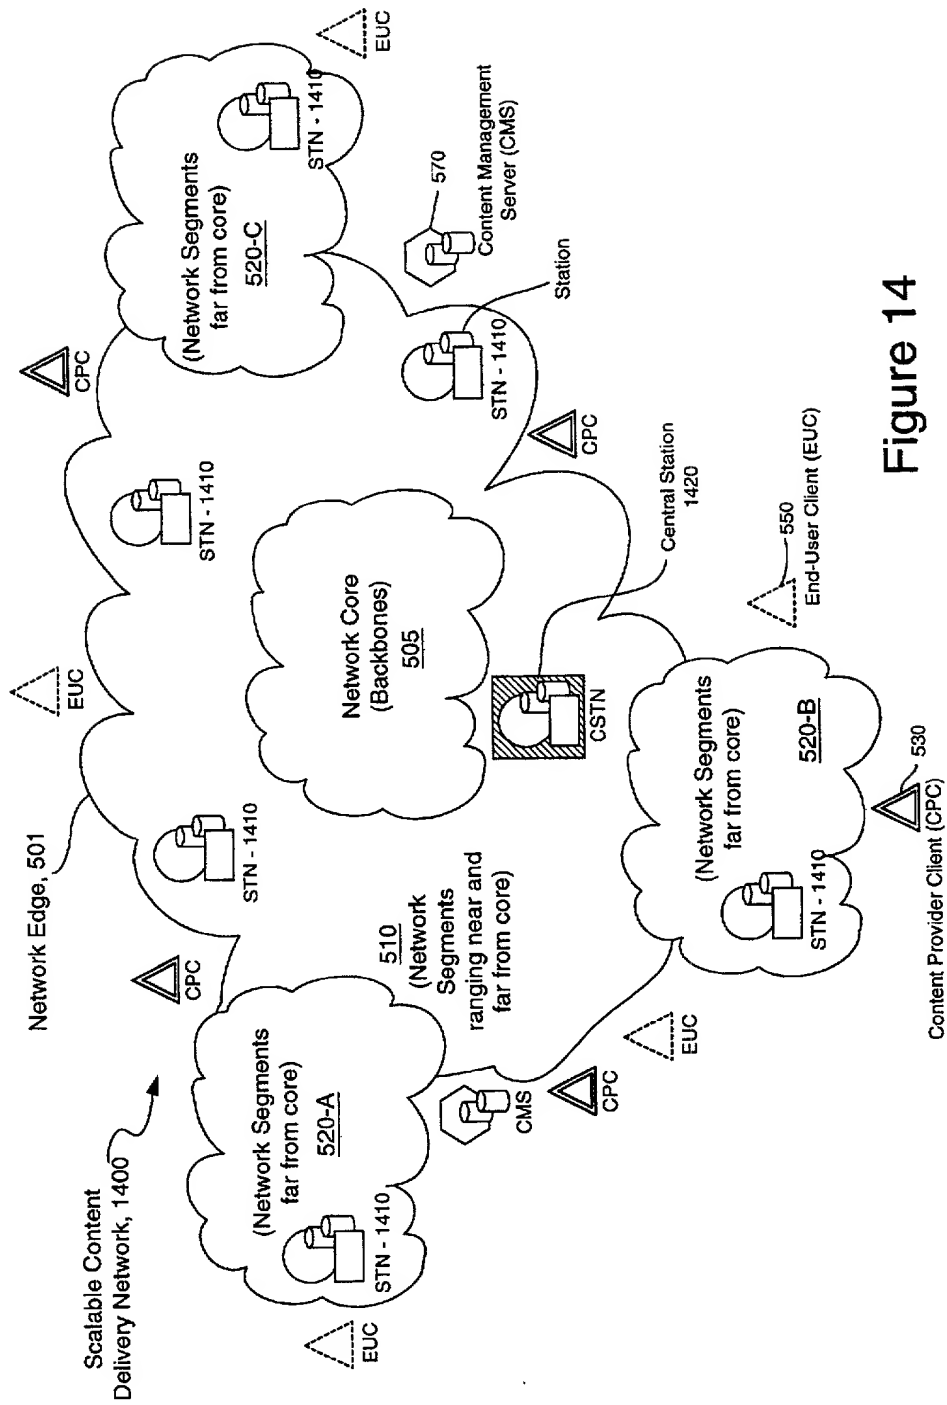 Scalable Content
Delivery Network, 1400
Network Edge, 501
EUC
CPC
EUC
CPC
EUC
(Network Segments
far from core)
520-A
STN - 1410
STN - 1410
STN - 1410
(Network Segments
far from core)
520-C
STN - 1410
Network Core
(Backbones)
505
510
(Network
Segments
ranging near and
far from core)
CMS
CPC
EUC
CSTN
Central Station
1420
STN - 1410
Station
CPC
570
Content Management
Server (CMS)
(Network Segments
far from core)
520-B
STN - 1410
530
Content Provider Client (CPC)
550
End-User Client (EUC)
Figure 14